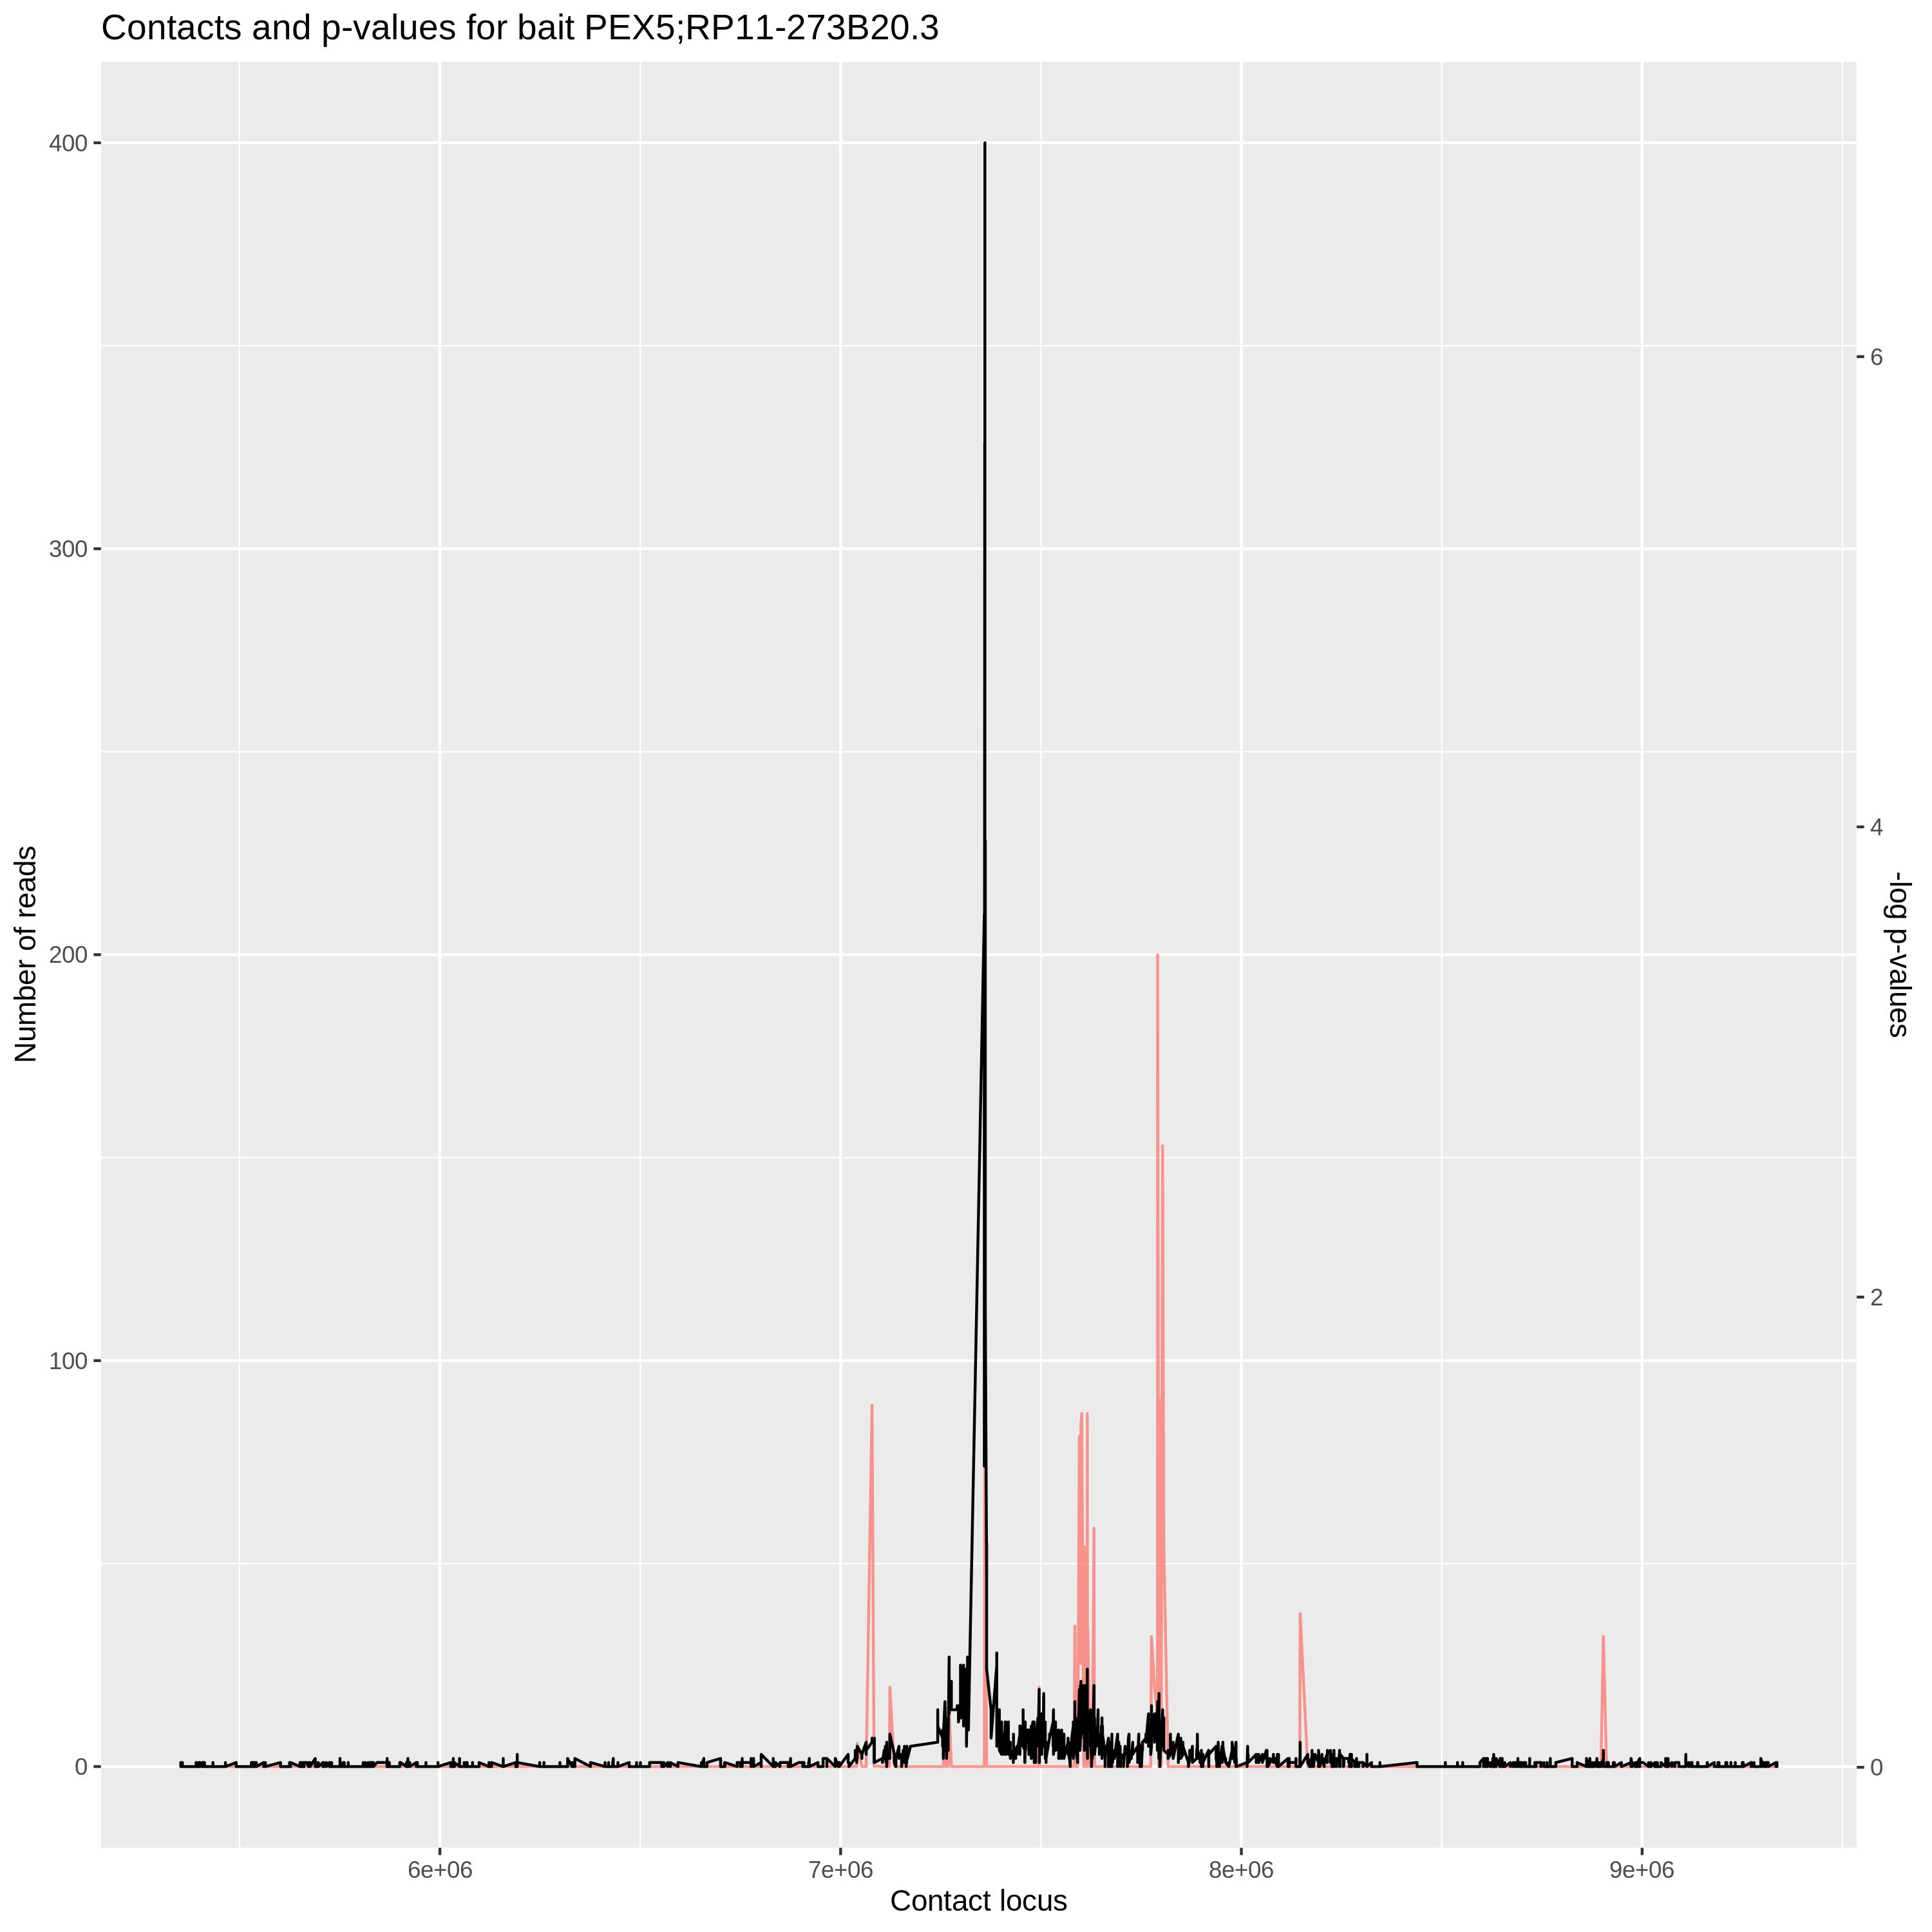 Contacts and p-values for bait PEX5;RP11-273B20.3
400
300
200
100
0
Number of reads
6
4
2
0
-log p-values
6e+06
7e+06
8e+06
9e+06
Contact locus